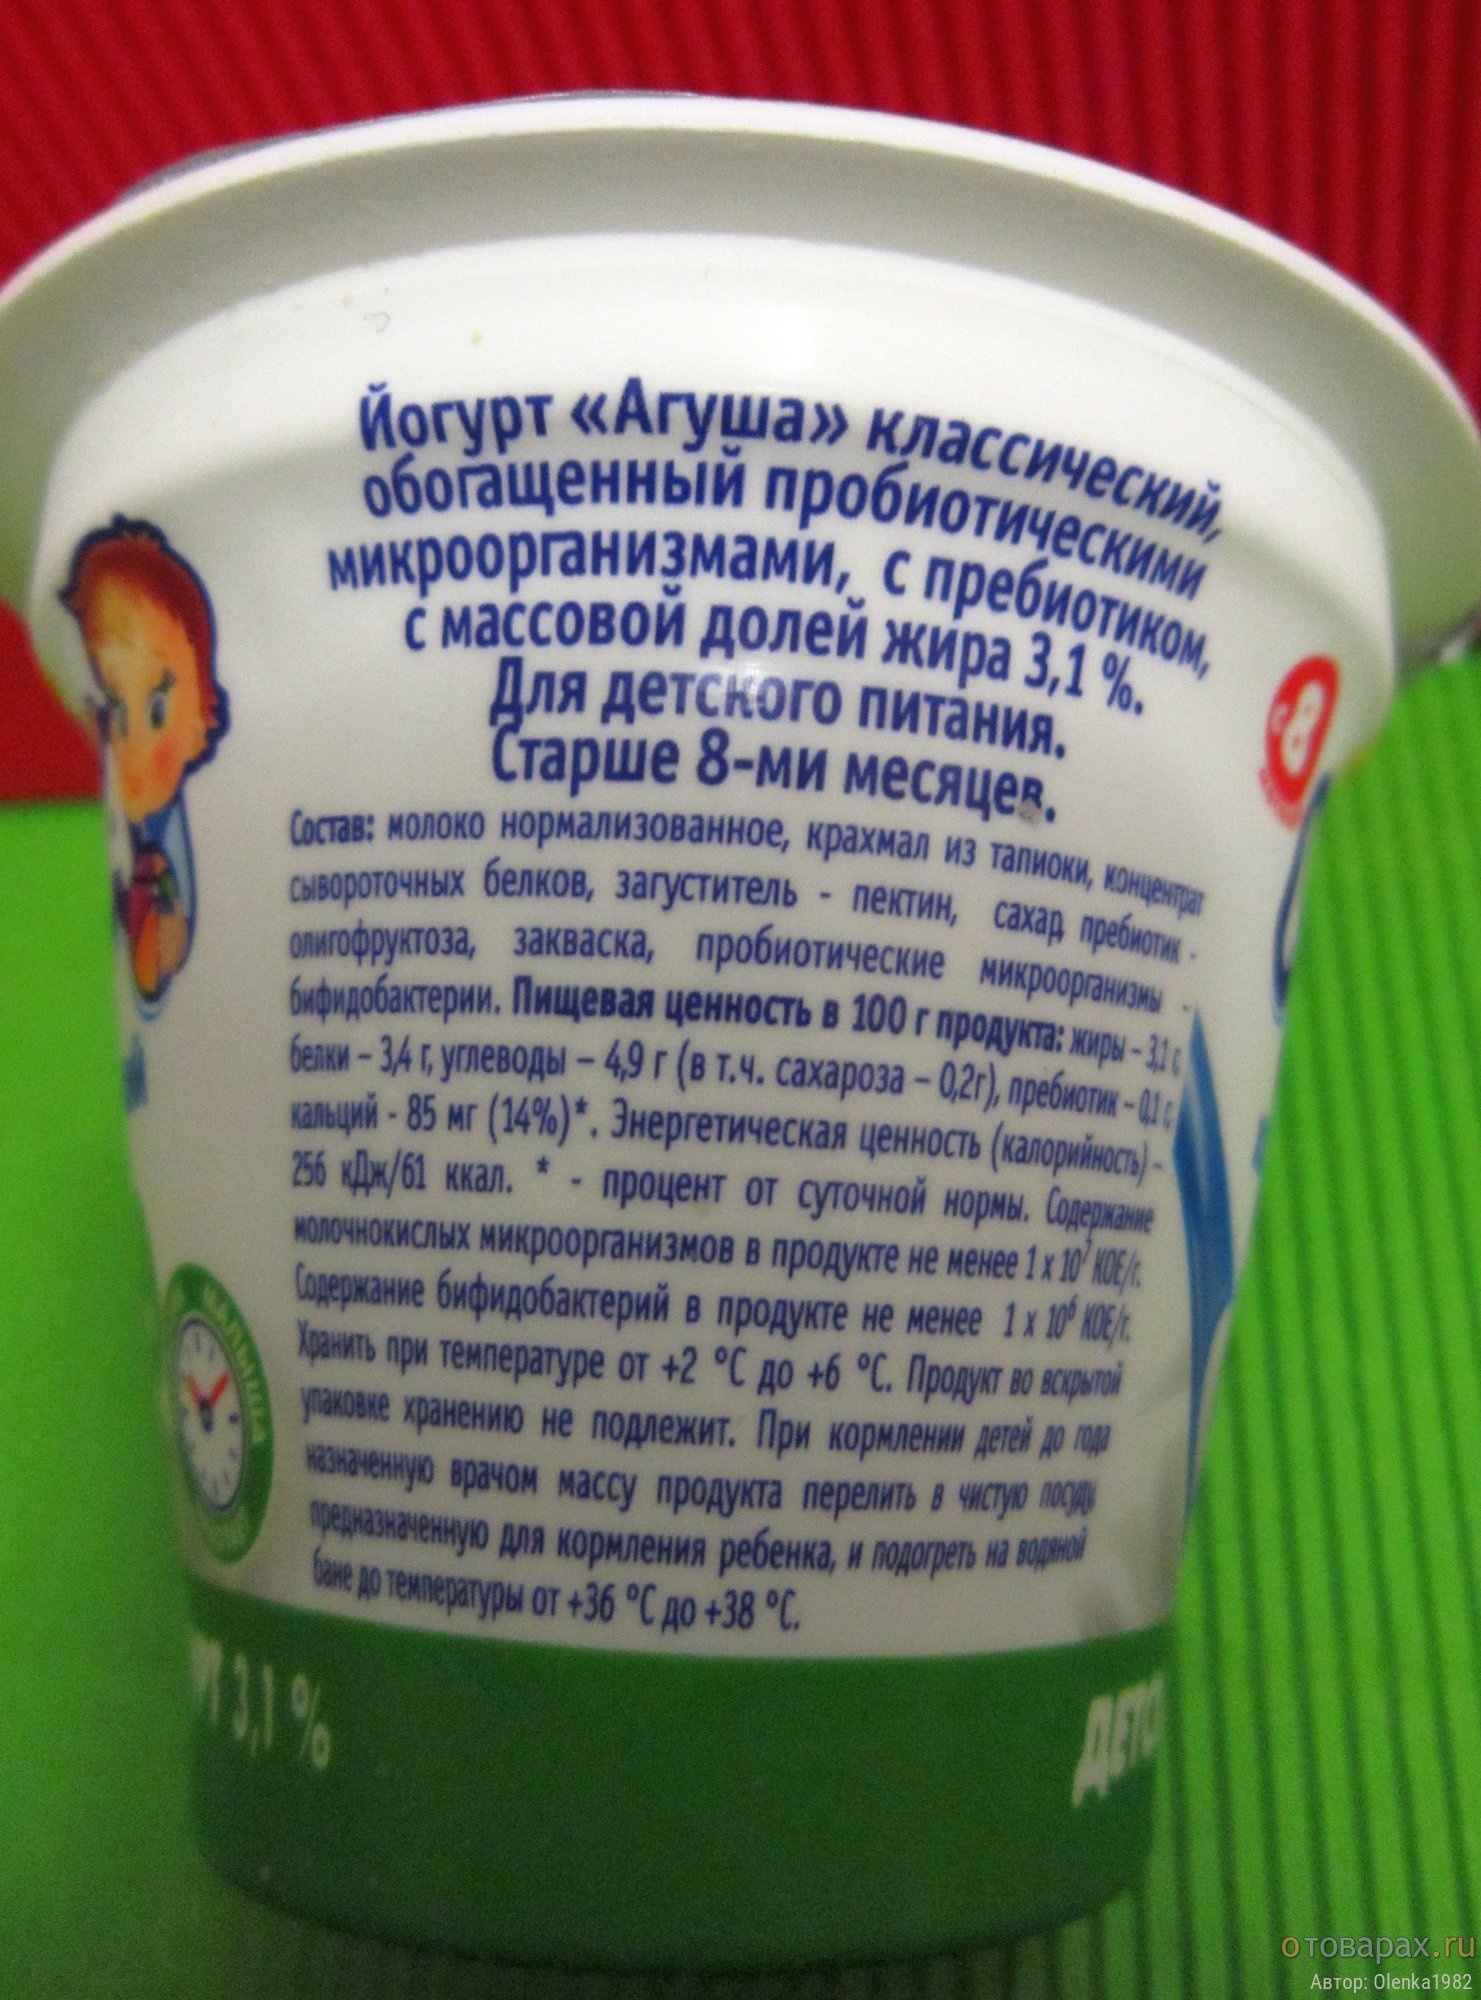 Йогурт «Агуша» классический,
обогащенный пробиотическими
микроорганизмами, с пребиотиком,
с массовой долей жира 3,1 %.
Для детского питания.
Старше 8-ми месяцев.
Состав: молоко нормализованное, крахмал из тапиоки, концентрат
сывороточных белков, загуститель - пектин, сахар, пребиотик -
олигофруктоза, закваска, пробиотические микроорганизмы -
бифидобактерии. Пищевая ценность в 100 г продукта: жиры – 3,1 г,
белки – 3,4 г, углеводы – 4,9 г (в т.ч. сахароза – 0,2г), пребиотик – 0,1 г,
кальций - 85 мг (14%)*. Энергетическая ценность (калорийность) -
256 кДж/61 ккал. * - процент от суточной нормы. Содержание
молочнокислых микроорганизмов в продукте не менее 1 х 10⁷ КОЕ/г.
Содержание бифидобактерий в продукте не менее 1 х 10⁶ КОЕ/г.
Хранить при температуре от +2 °С до +6 °С. Продукт во вскрытой
упаковке хранению не подлежит. При кормлении детей до года
назначенную врачом массу продукта перелить в чистую посуду,
предназначенную для кормления ребенка, и подогреть на водяной
бане до температуры от +36 °С до +38 °С.
с 8
МАЛЫША
3,1 %
ДЕТС
отоварах.ru
Автор: Olenka1982